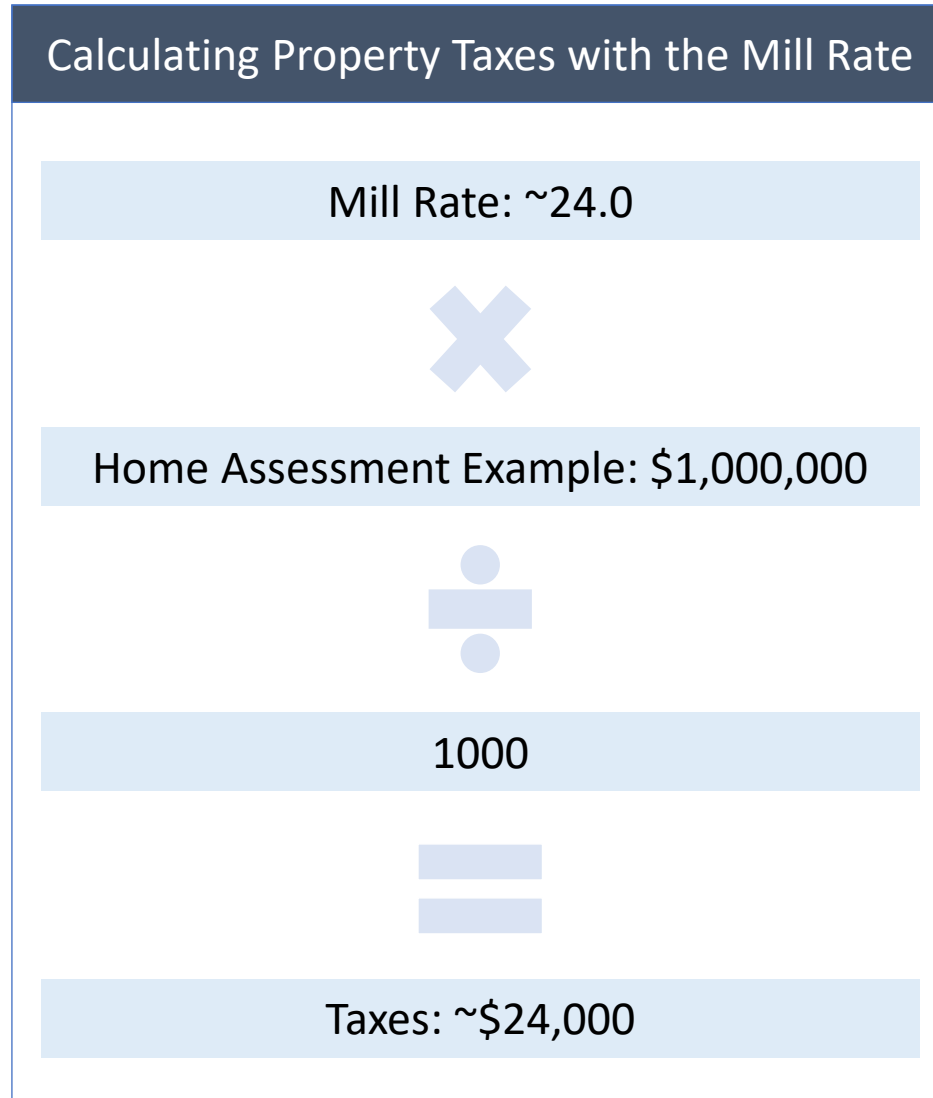 Calculating Property Taxes with the Mill Rate
Mill Rate: ~24.0
Home Assessment Example: $1,000,000
1000
Taxes: ~$24,000